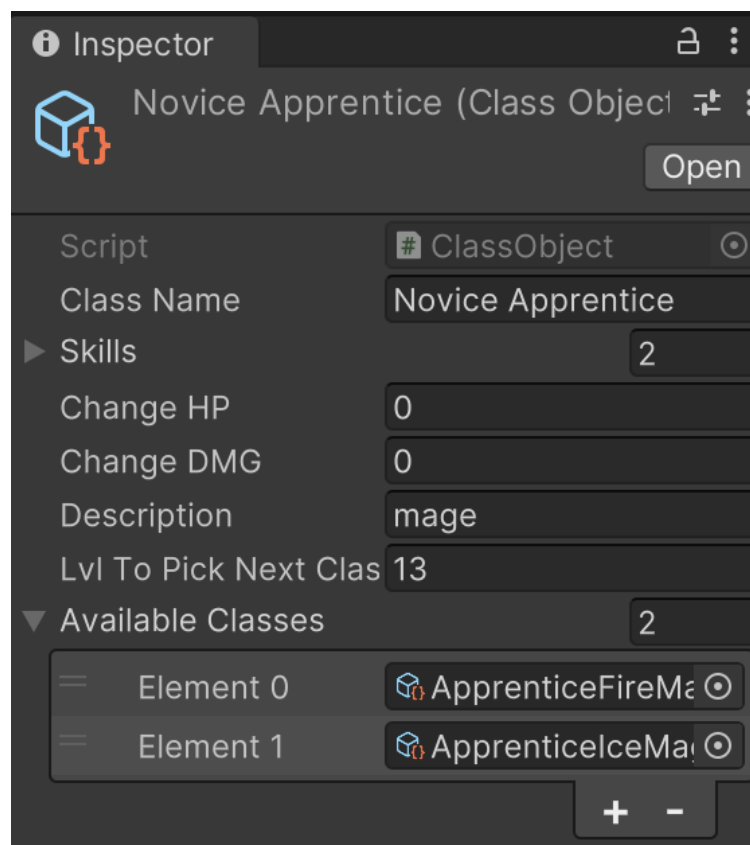 Inspector
Novice Apprentice (Class Object
Open
Script # ClassObject
Class Name Novice Apprentice
Skills 2
Change HP 0
Change DMG 0
Description mage
Lvl To Pick Next Clas 13
Available Classes 2
Element 0 ApprenticeFireMa
Element 1 ApprenticeIceMa
+ -